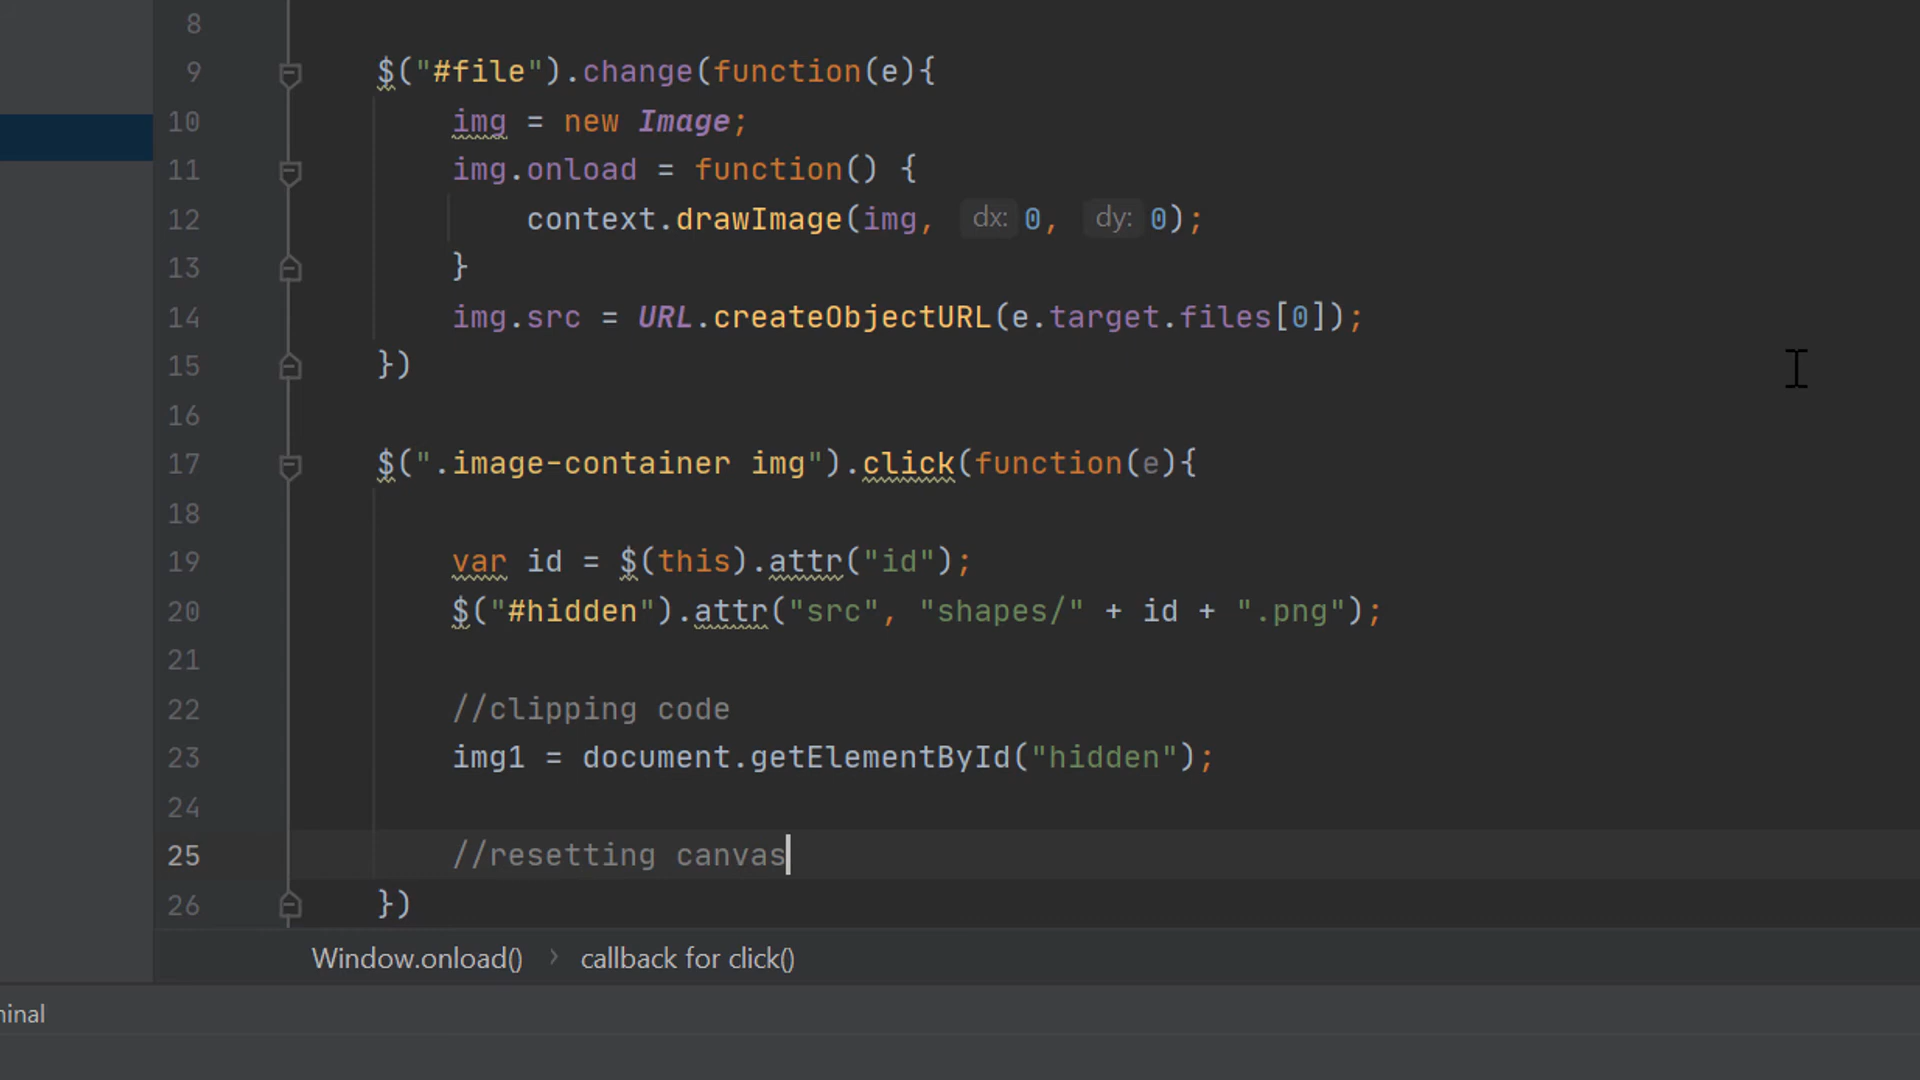 8
9 $("#file").change(function(e){
10 img = new Image;
11 img.onload = function() {
12 context.drawImage(img, dx: 0, dy: 0);
13 }
14 img.src = URL.createObjectURL(e.target.files[0]);
15 })
16
17 $(".image-container img").click(function(e){
18
19 var id = $(this).attr("id");
20 $("#hidden").attr("src", "shapes/" + id + ".png");
21
22 //clipping code
23 img1 = document.getElementById("hidden");
24
25 //resetting canvas
26 })
Window.onload() › callback for click()
ninal